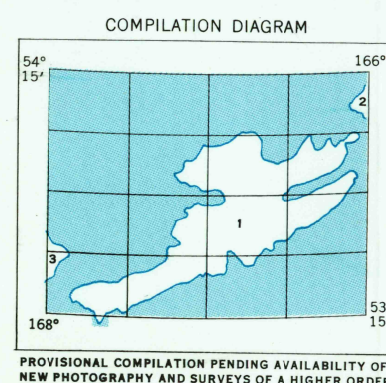 COMPILATION DIAGRAM
54° 166°
15′
2
1
3
53
168° 15
PROVISIONAL COMPILATION PENDING AVAILABILITY OF
NEW PHOTOGRAPHY AND SURVEYS OF A HIGHER ORDER